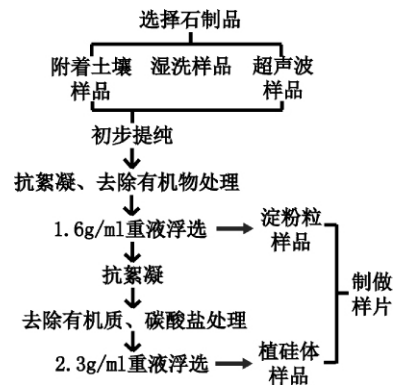 选择石制品
附着土壤
样品
湿洗样品
超声波
样品
初步提纯
抗絮凝、去除有机物处理
1.6g/ml重液浮选
淀粉粒
样品
抗絮凝
制做
样片
去除有机质、碳酸盐处理
2.3g/ml重液浮选
植硅体
样品